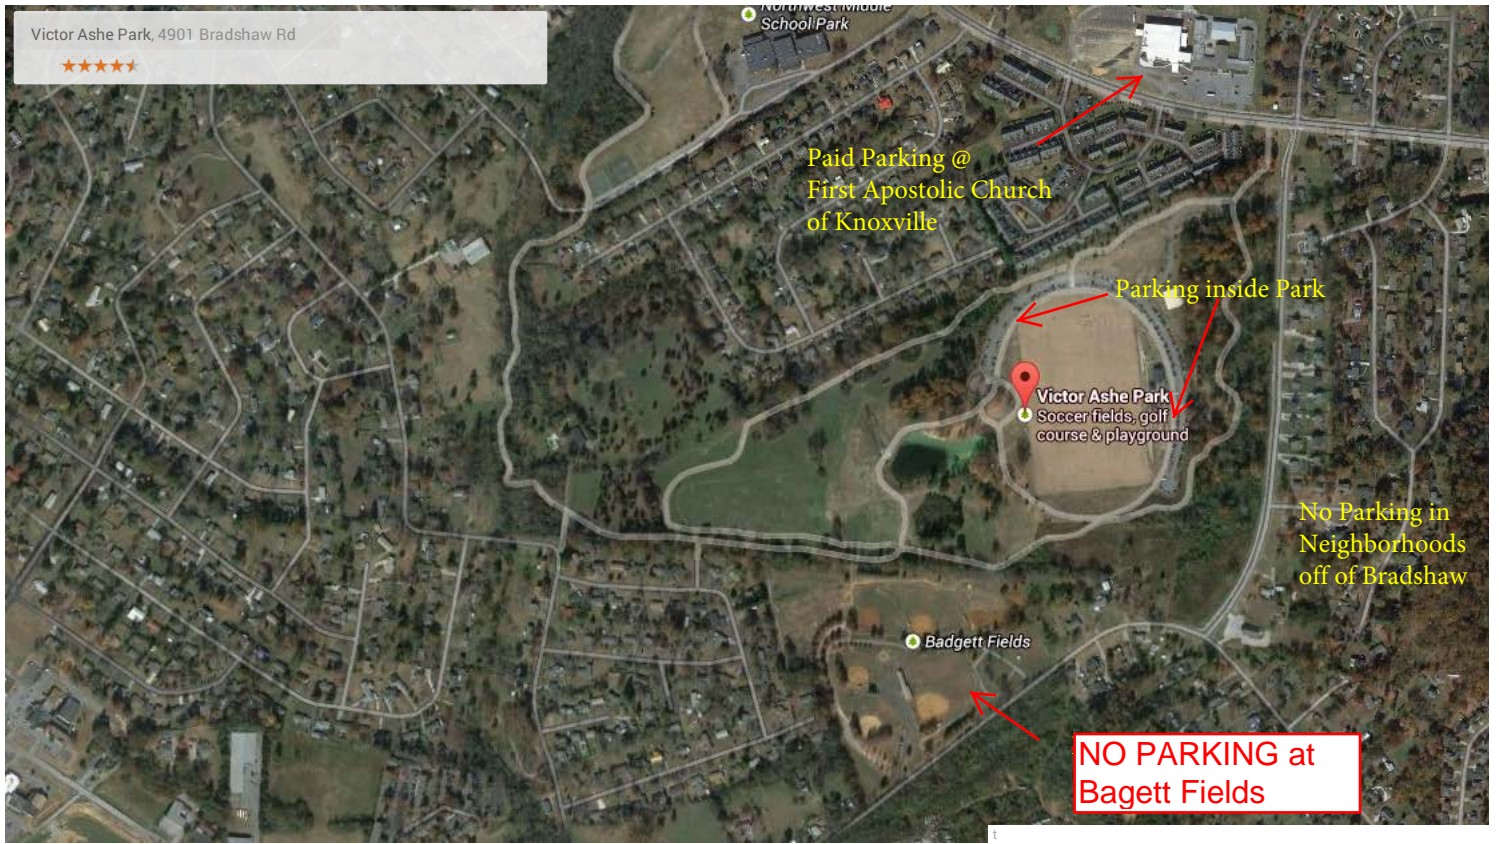 Northwest Middle
School Park
Victor Ashe Park, 4901 Bradshaw Rd
Paid Parking @
First Apostolic Church
of Knoxville
Parking inside Park
Victor Ashe Park
Soccer fields, golf
course & playground
No Parking in
Neighborhoods
off of Bradshaw
Badgett Fields
NO PARKING at
Bagett Fields
t